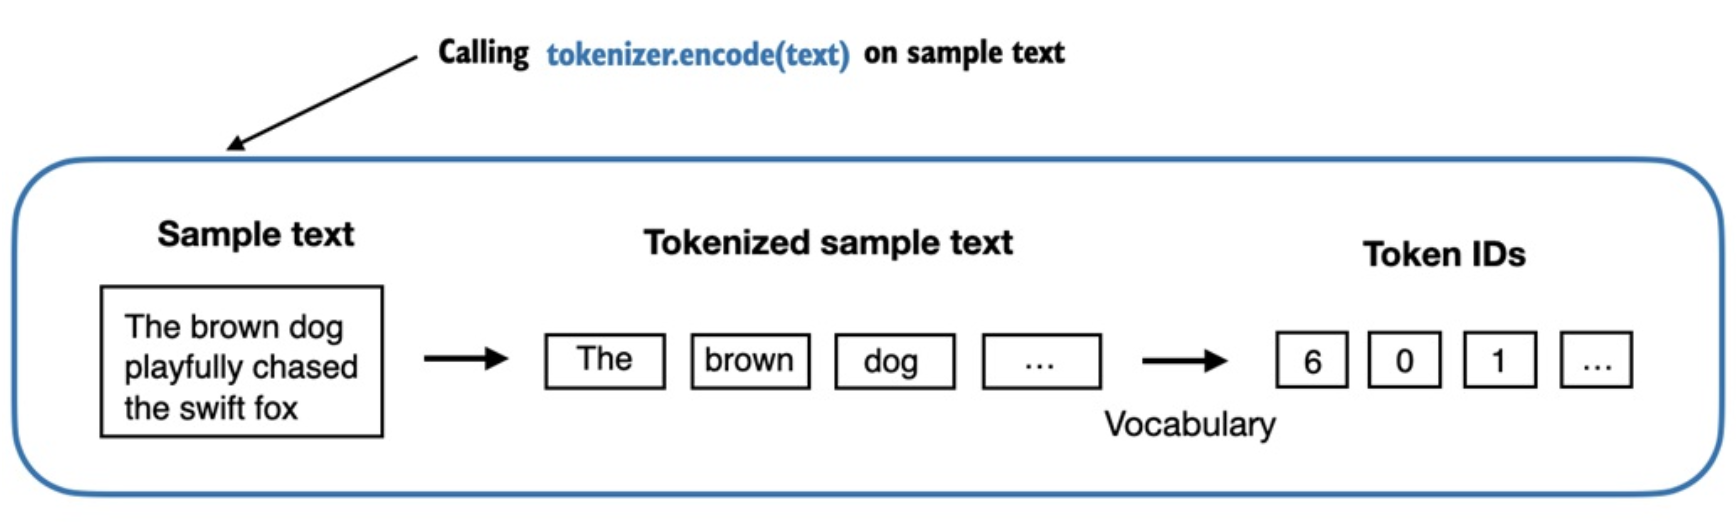 Calling tokenizer.encode(text) on sample text
Sample text
The brown dog
playfully chased
the swift fox
Tokenized sample text
The brown dog ...
Vocabulary
Token IDs
6 0 1 ...